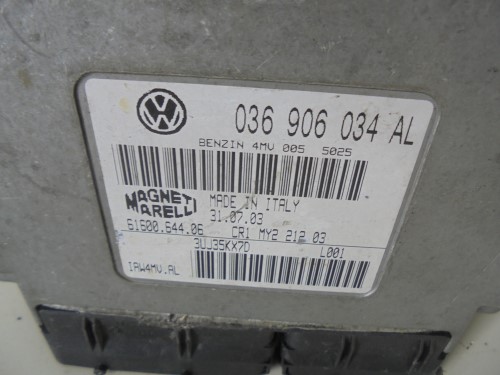 036 906 034 AL
BENZIN 4MV 005 5025
MAGNETI MARELLI
MADE IN ITALY
31.07.03
61600.644.06 CR1 MY2 212 03
3UJ35KX7D L001
IAW4MV.AL